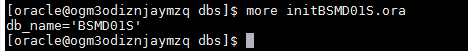 [oracle@ogm3odiznjaymzq dbs]$ more initBSMD01S.ora
db_name='BSMD01S'
[oracle@ogm3odiznjaymzq dbs]$